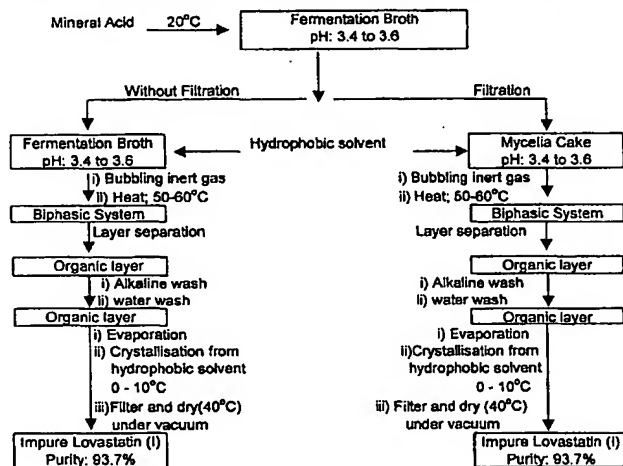 Mineral Acid
20°C
Fermentation Broth
pH: 3.4 to 3.6
Without Filtration
Filtration
Fermentation Broth
pH: 3.4 to 3.6
Hydrophobic solvent
Mycelia Cake
pH: 3.4 to 3.6
i) Bubbling inert gas
ii) Heat; 50-60°C
Biphasic System
Layer separation
Organic layer
i) Alkaline wash
ii) water wash
Organic layer
i) Evaporation
ii) Crystallisation from
hydrophobic solvent
0 - 10°C
iii)Filter and dry(40°C)
under vacuum
Impure Lovastatin (I)
Purity: 93.7%
i) Bubbling inert gas
ii) Heat; 50-60°C
Biphasic System
Layer separation
Organic layer
i) Alkaline wash
ii) water wash
Organic layer
i) Evaporation
ii)Crystallisation from
hydrophobic solvent
0 - 10°C
iii) Filter and dry (40°C)
under vacuum
Impure Lovastatin (I)
Purity: 93.7%